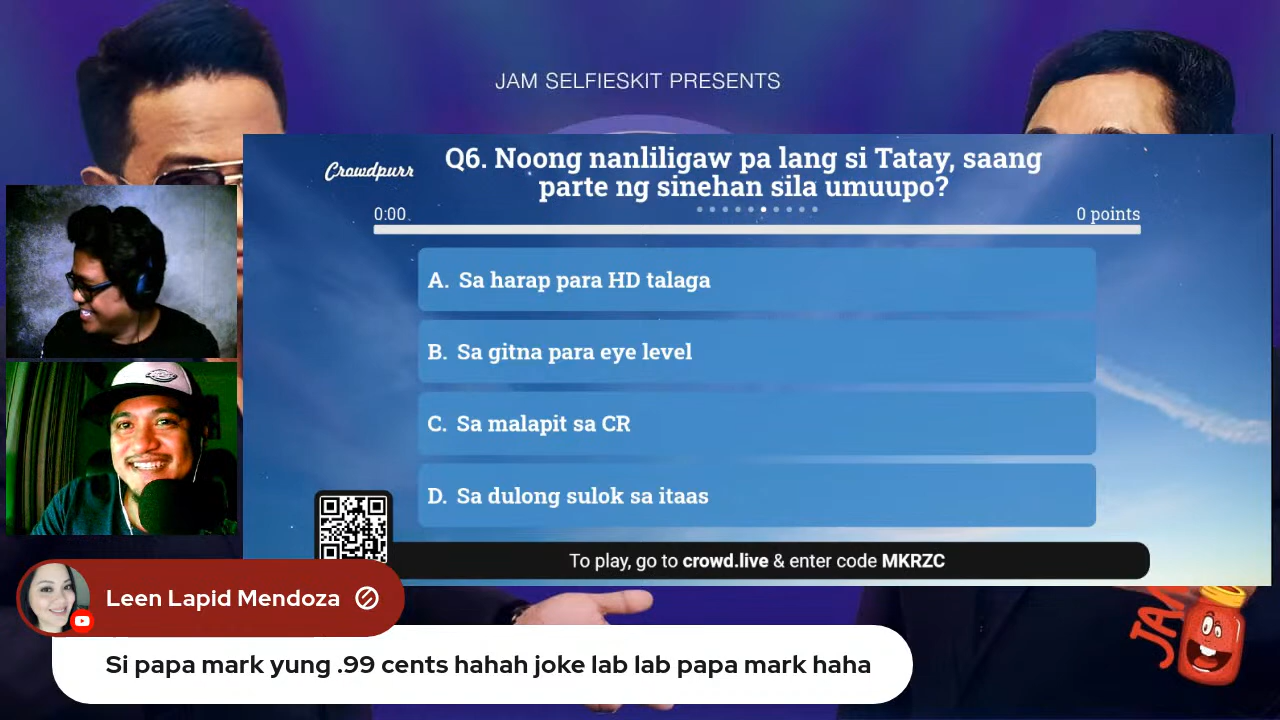 JAM SELFIESKIT PRESENTS
Crowdpurr
Q6. Noong nanliligaw pa lang si Tatay, saang
parte ng sinehan sila umuupo?
0:00
0 points
A. Sa harap para HD talaga
B. Sa gitna para eye level
C. Sa malapit sa CR
D. Sa dulong sulok sa itaas
To play, go to crowd.live & enter code MKRZC
Leen Lapid Mendoza
JAM
Si papa mark yung .99 cents hahah joke lab lab papa mark haha